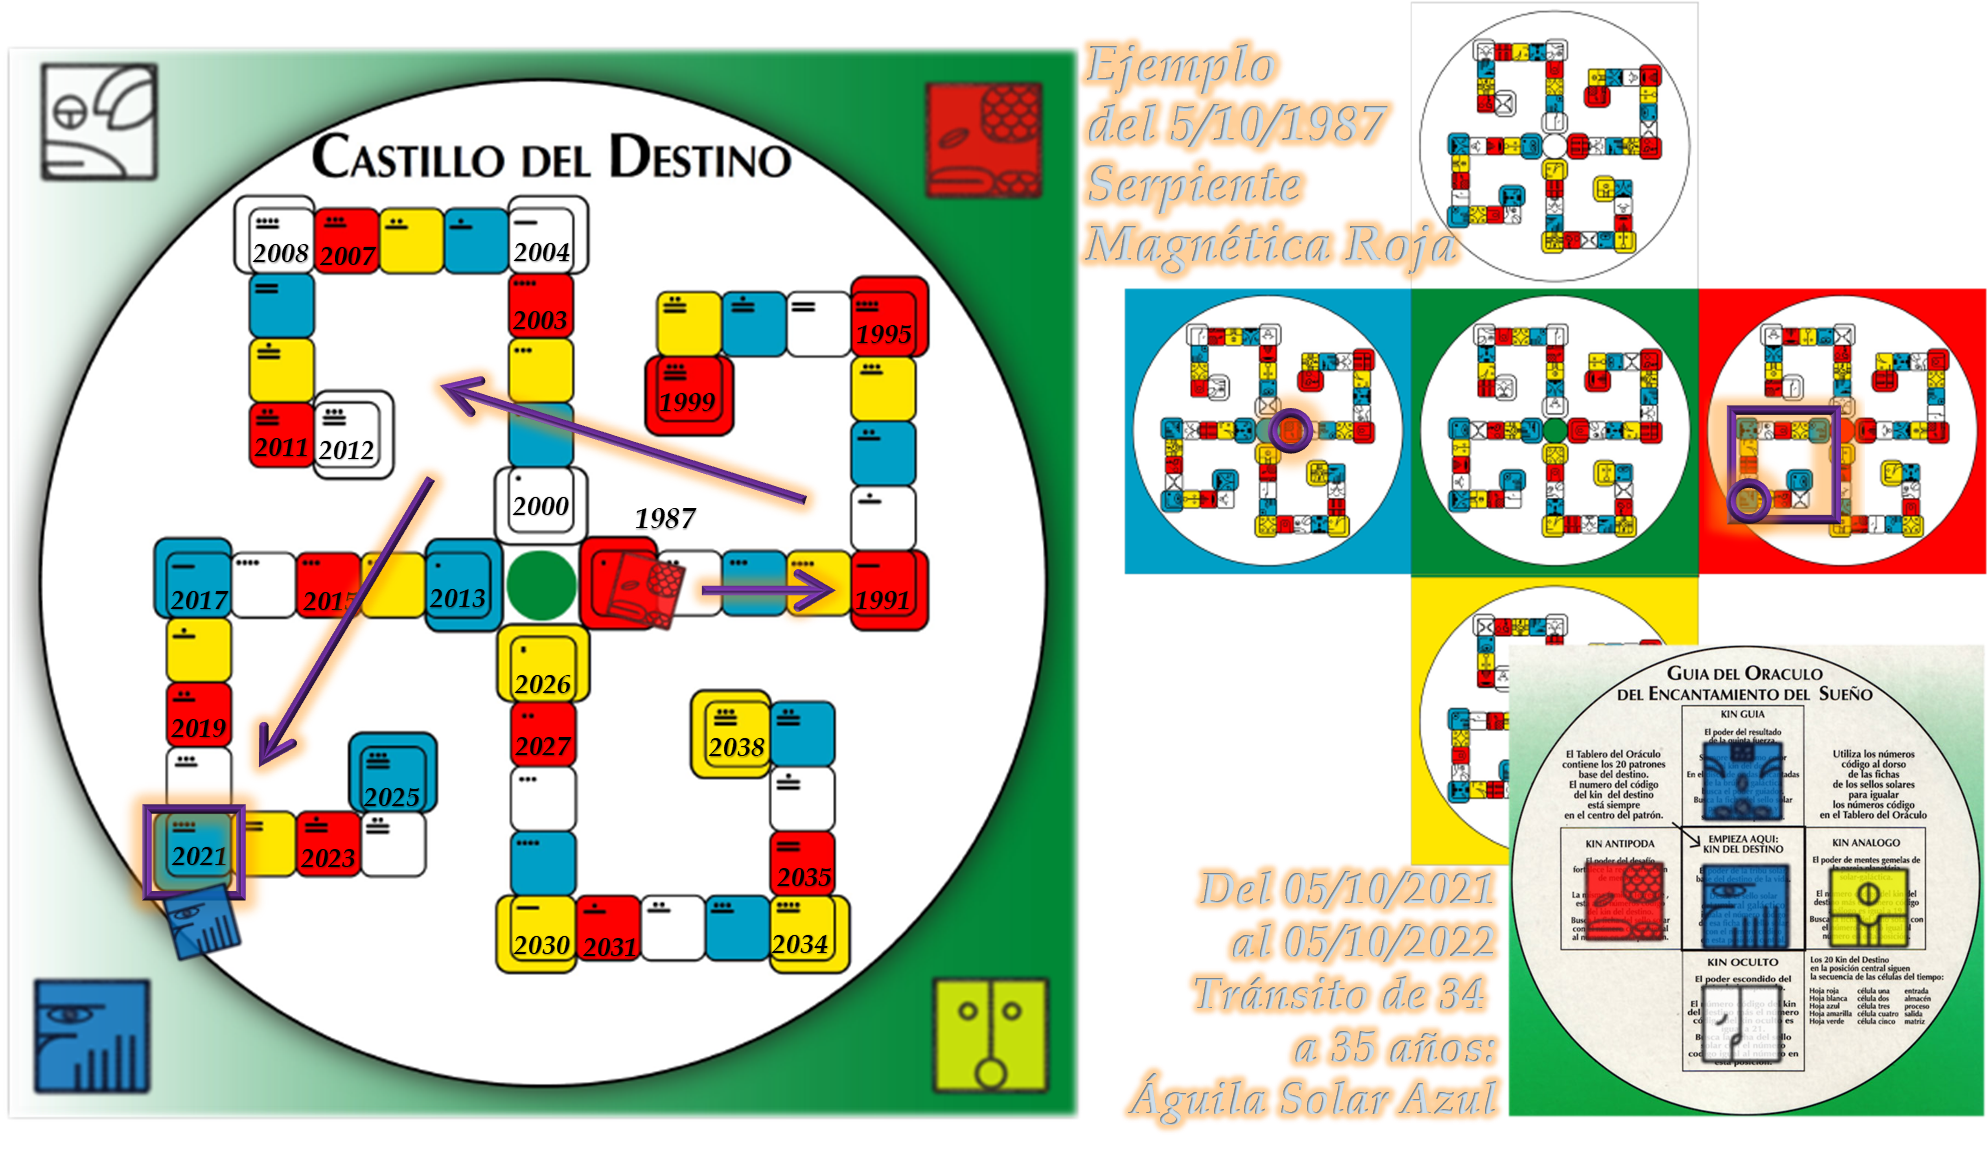 CASTILLO DEL DESTINO
2008
2007
2004
2003
1995
1999
2011
2012
2000
1987
2017
2015
2013
1991
2026
2019
2027
2038
2025
2021
2023
2035
2030
2031
2034
Ejemplo
del 5/10/1987
Serpiente
Magnética Roja
Del 05/10/2021
al 05/10/2022
Tránsito de 34
a 35 años:
Águila Solar Azul
GUIA DEL ORACULO
DEL ENCANTAMIENTO DEL SUEÑO
KIN GUIA
El poder del resultado
de la quinta fuerza
El Tablero del Oráculo
contiene los 20 patrones
base del destino.
El numero del código
del kin del destino
está siempre
en el centro del patrón.
Utiliza los números
código al dorso
de las fichas
de los sellos solares
para igualar
los números código
en el Tablero del Oráculo
KIN ANTIPODA
El poder del desafío
EMPIEZA AQUI:
KIN DEL DESTINO
KIN ANALOGO
El poder de mentes gemelas de
KIN OCULTO
El poder escondido del
Los 20 Kin del Destino
en la posición central siguen
la secuencia de las células del tiempo:
Hoja roja célula una entrada
Hoja blanca célula dos almacén
Hoja azul célula tres proceso
Hoja amarilla célula cuatro salida
Hoja verde célula cinco matriz